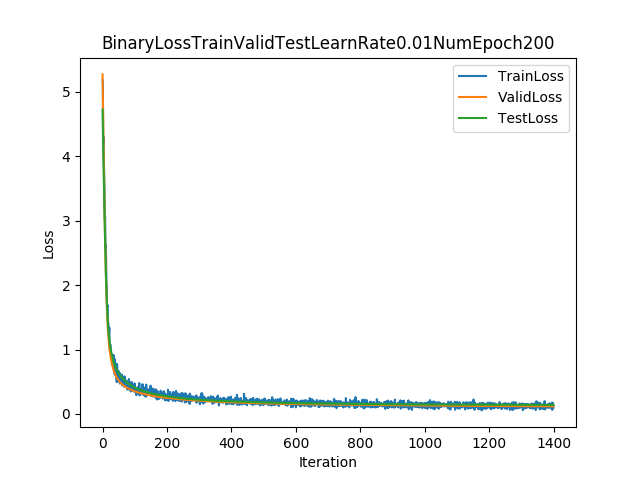 BinaryLossTrainValidTestLearnRate0.01NumEpoch200
TrainLoss
ValidLoss
TestLoss
5
4
3
2
1
0
Loss
0 200 400 600 800 1000 1200 1400
Iteration